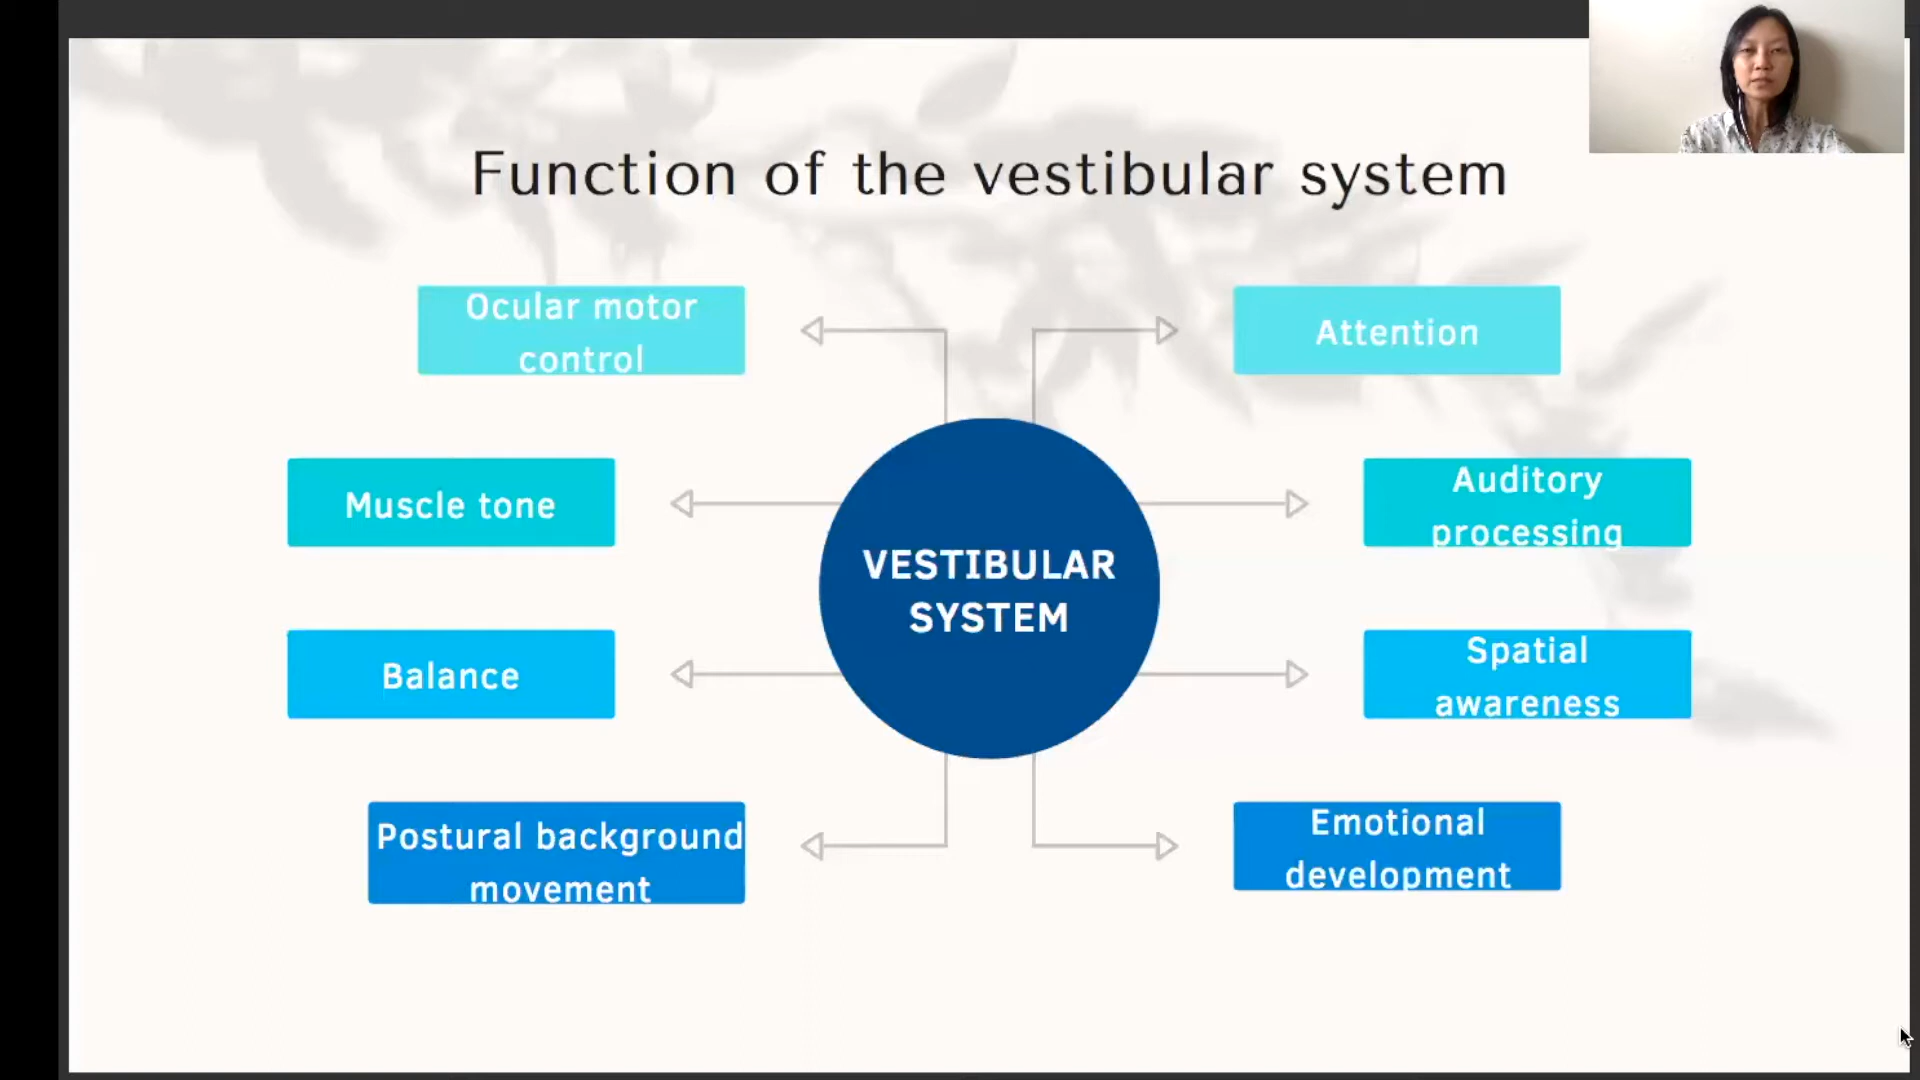 Function of the vestibular system
Ocular motor
control
Attention
Muscle tone
Auditory
processing
VESTIBULAR
SYSTEM
Balance
Spatial
awareness
Postural background
movement
Emotional
development